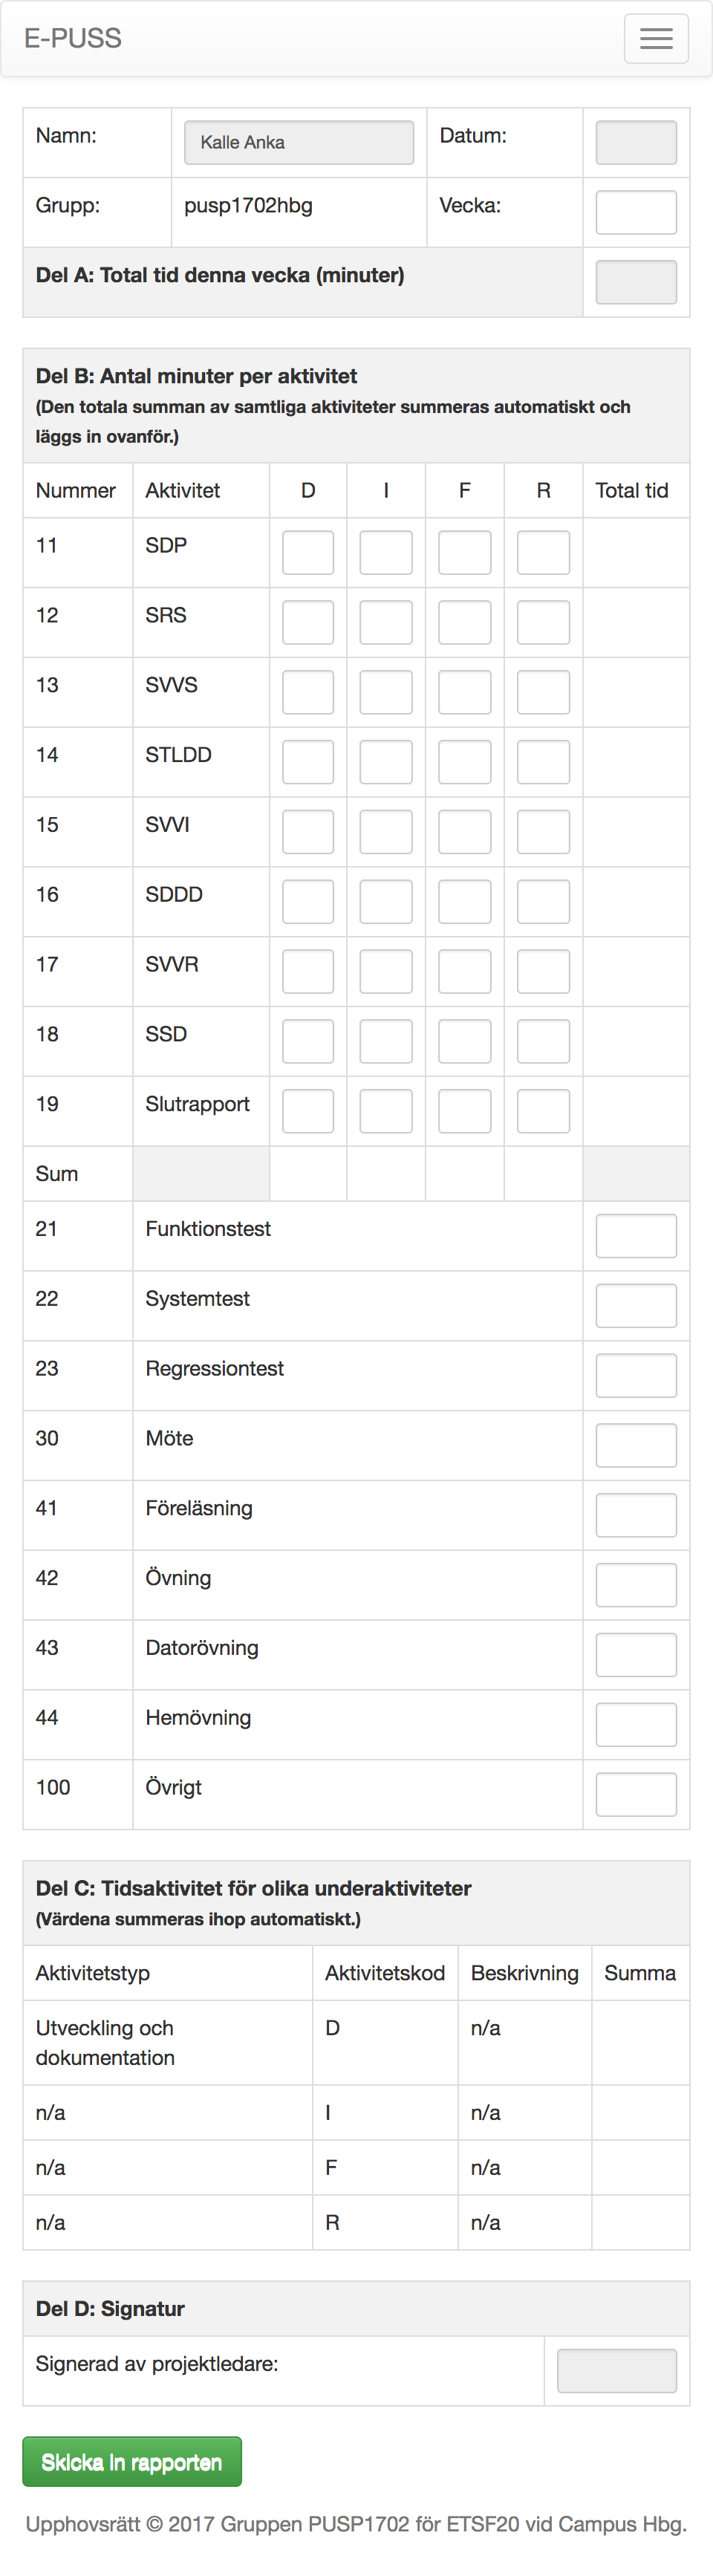 E-PUSS
Namn: Kalle Anka Datum:
Grupp: pusp1702hbg Vecka:
Del A: Total tid denna vecka (minuter)
Del B: Antal minuter per aktivitet
(Den totala summan av samtliga aktiviteter summeras automatiskt och
läggs in ovanför.)
Nummer Aktivitet D I F R Total tid
11 SDP
12 SRS
13 SVVS
14 STLDD
15 SVVI
16 SDDD
17 SVVR
18 SSD
19 Slutrapport
Sum
21 Funktionstest
22 Systemtest
23 Regressiontest
30 Möte
41 Föreläsning
42 Övning
43 Datorövning
44 Hemövning
100 Övrigt
Del C: Tidsaktivitet för olika underaktiviteter
(Värdena summeras ihop automatiskt.)
Aktivitetstyp Aktivitetskod Beskrivning Summa
Utveckling och
dokumentation D n/a
n/a I n/a
n/a F n/a
n/a R n/a
Del D: Signatur
Signerad av projektledare:
Skicka in rapporten
Upphovsrätt © 2017 Gruppen PUSP1702 för ETSF20 vid Campus Hbg.